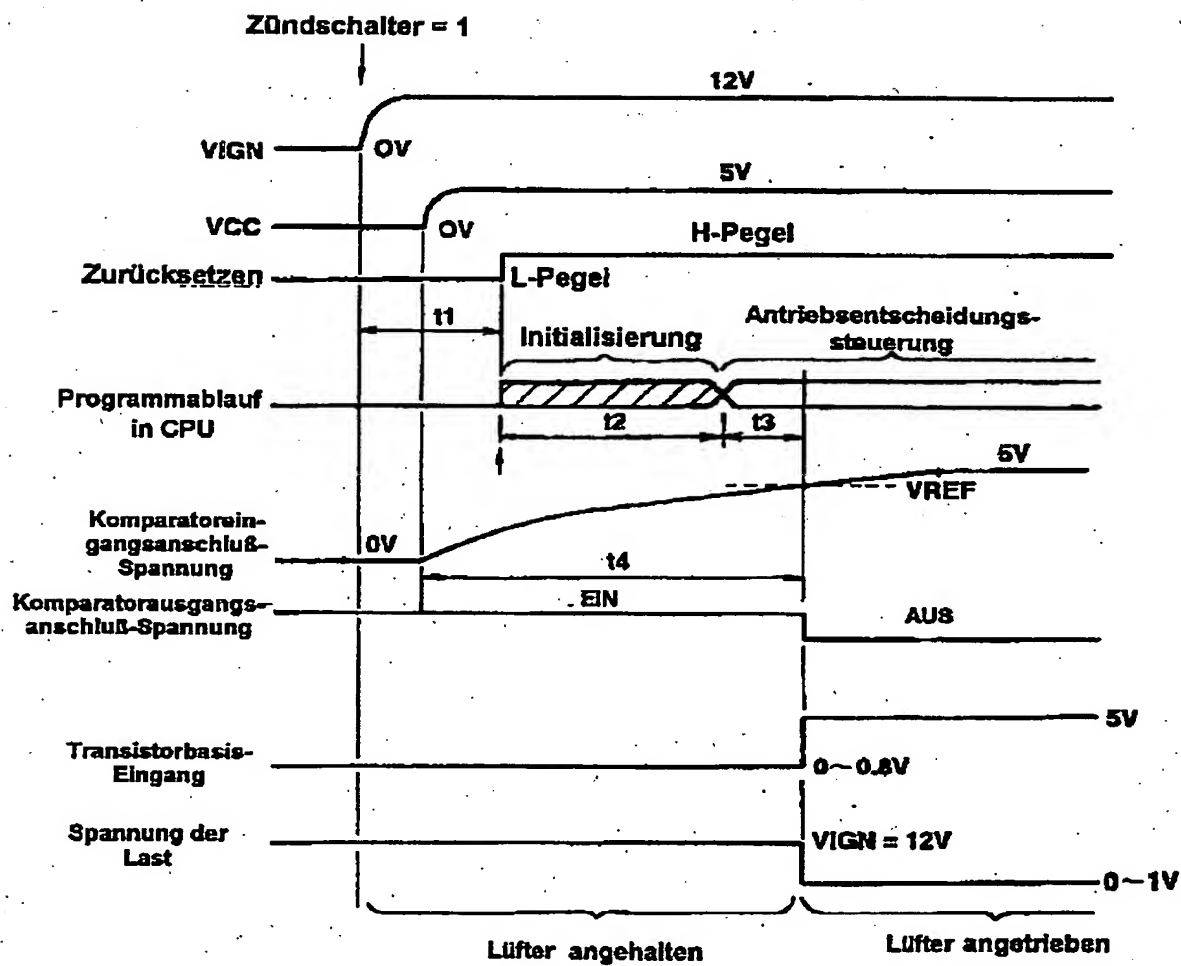 Zündschalter = 1
12V
VIGN
0V
5V
VCC
0V
H-Pegel
Zurücksetzen
L-Pegel
t1
Initialisierung
Antriebsentscheidungs-
steuerung
Programmablauf
in CPU
t2
t3
5V
VREF
Komparatorein-
gangsanschluß-
Spannung
0V
t4
Komparatorausgangs-
anschluß-Spannung
EIN
AUS
5V
Transistorbasis-
Eingang
0~0.8V
Spannung der
Last
VIGN = 12V
0~1V
Lüfter angehalten
Lüfter angetrieben